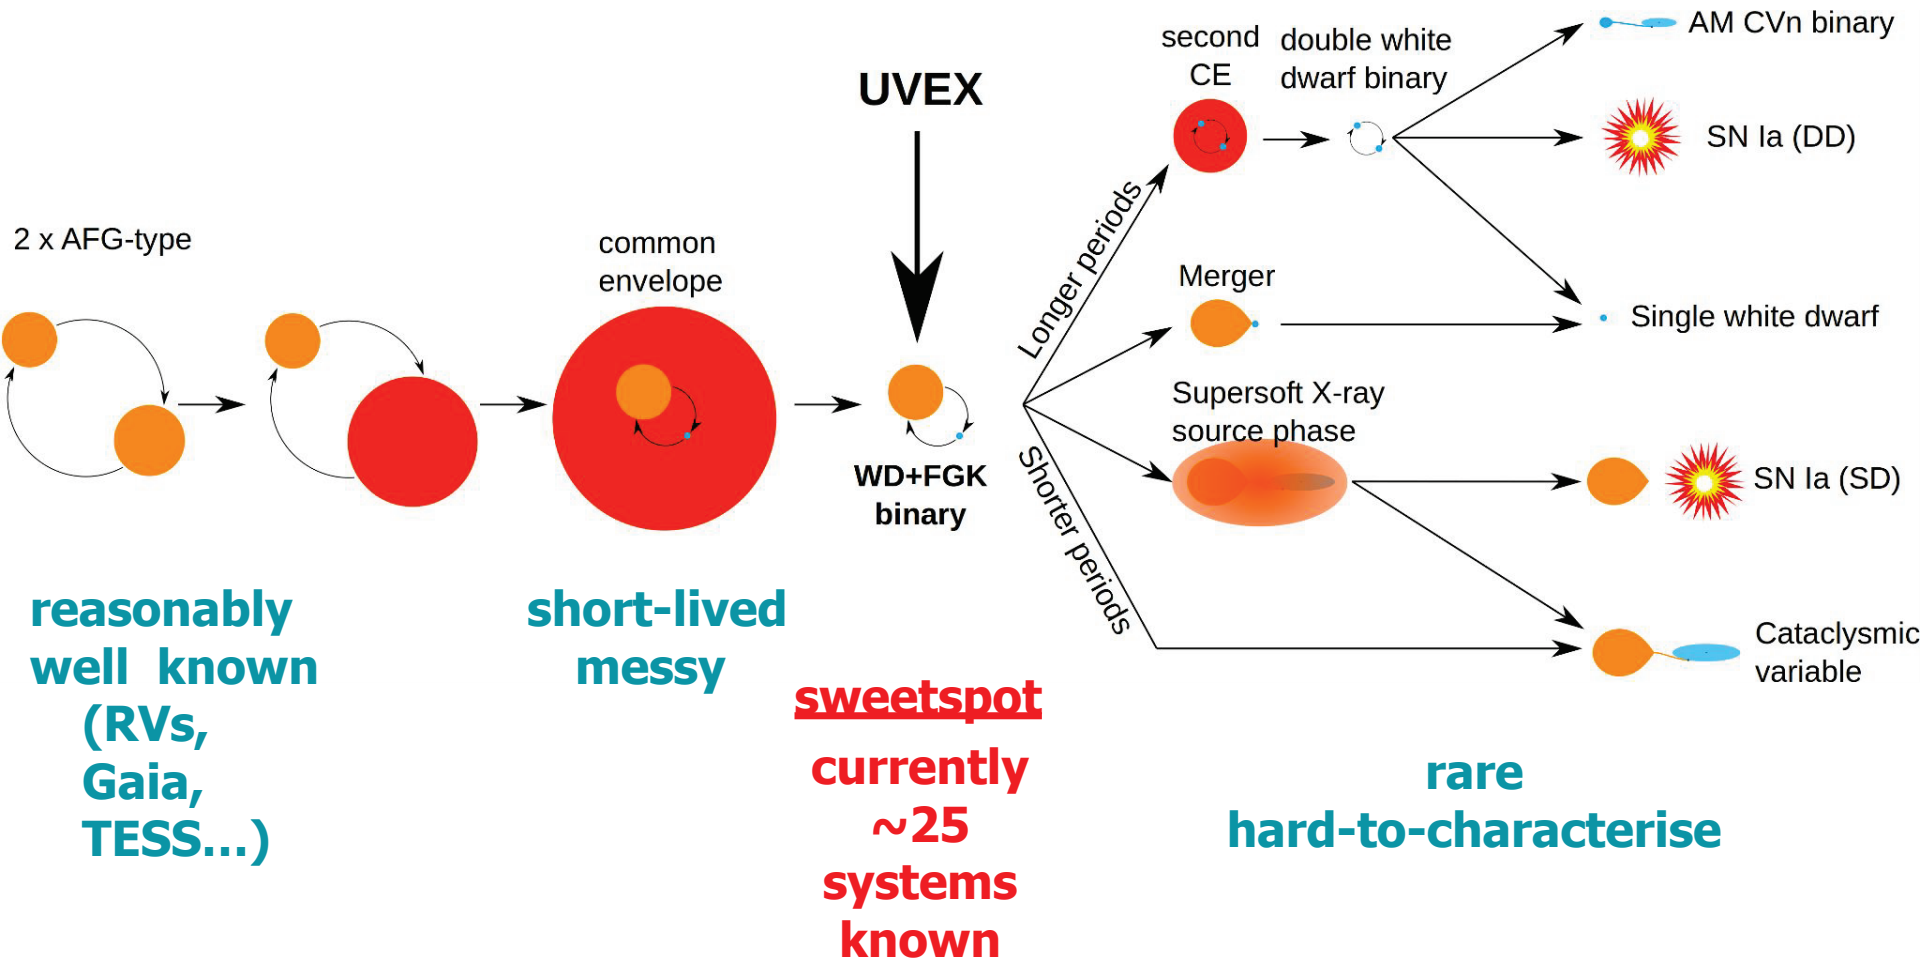 2 x AFG-type
common
envelope
UVEX
WD+FGK
binary
Longer periods
Shorter periods
second
CE
double white
dwarf binary
Merger
Supersoft X-ray
source phase
AM CVn binary
SN Ia (DD)
Single white dwarf
SN Ia (SD)
Cataclysmic
variable
reasonably
well known
(RVs,
Gaia,
TESS...)
short-lived
messy
sweetspot
currently
~25
systems
known
rare
hard-to-characterise